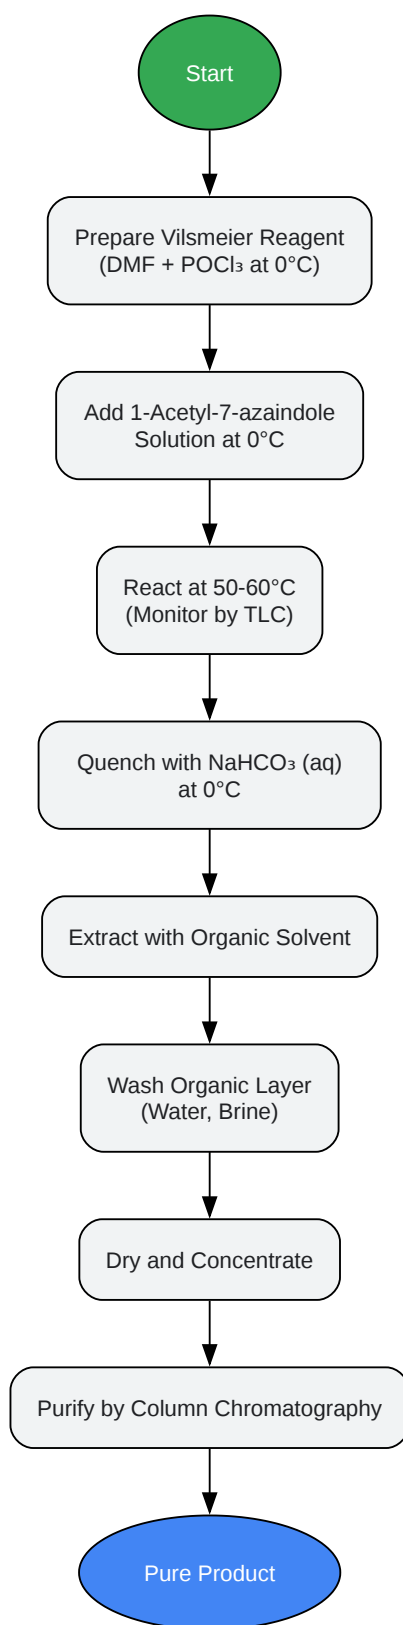 Start
Prepare Vilsmeier Reagent
(DMF + POCl₃ at 0°C)
Add 1-Acetyl-7-azaindole
Solution at 0°C
React at 50-60°C
(Monitor by TLC)
Quench with NaHCO₃ (aq)
at 0°C
Extract with Organic Solvent
Wash Organic Layer
(Water, Brine)
Dry and Concentrate
Purify by Column Chromatography
Pure Product